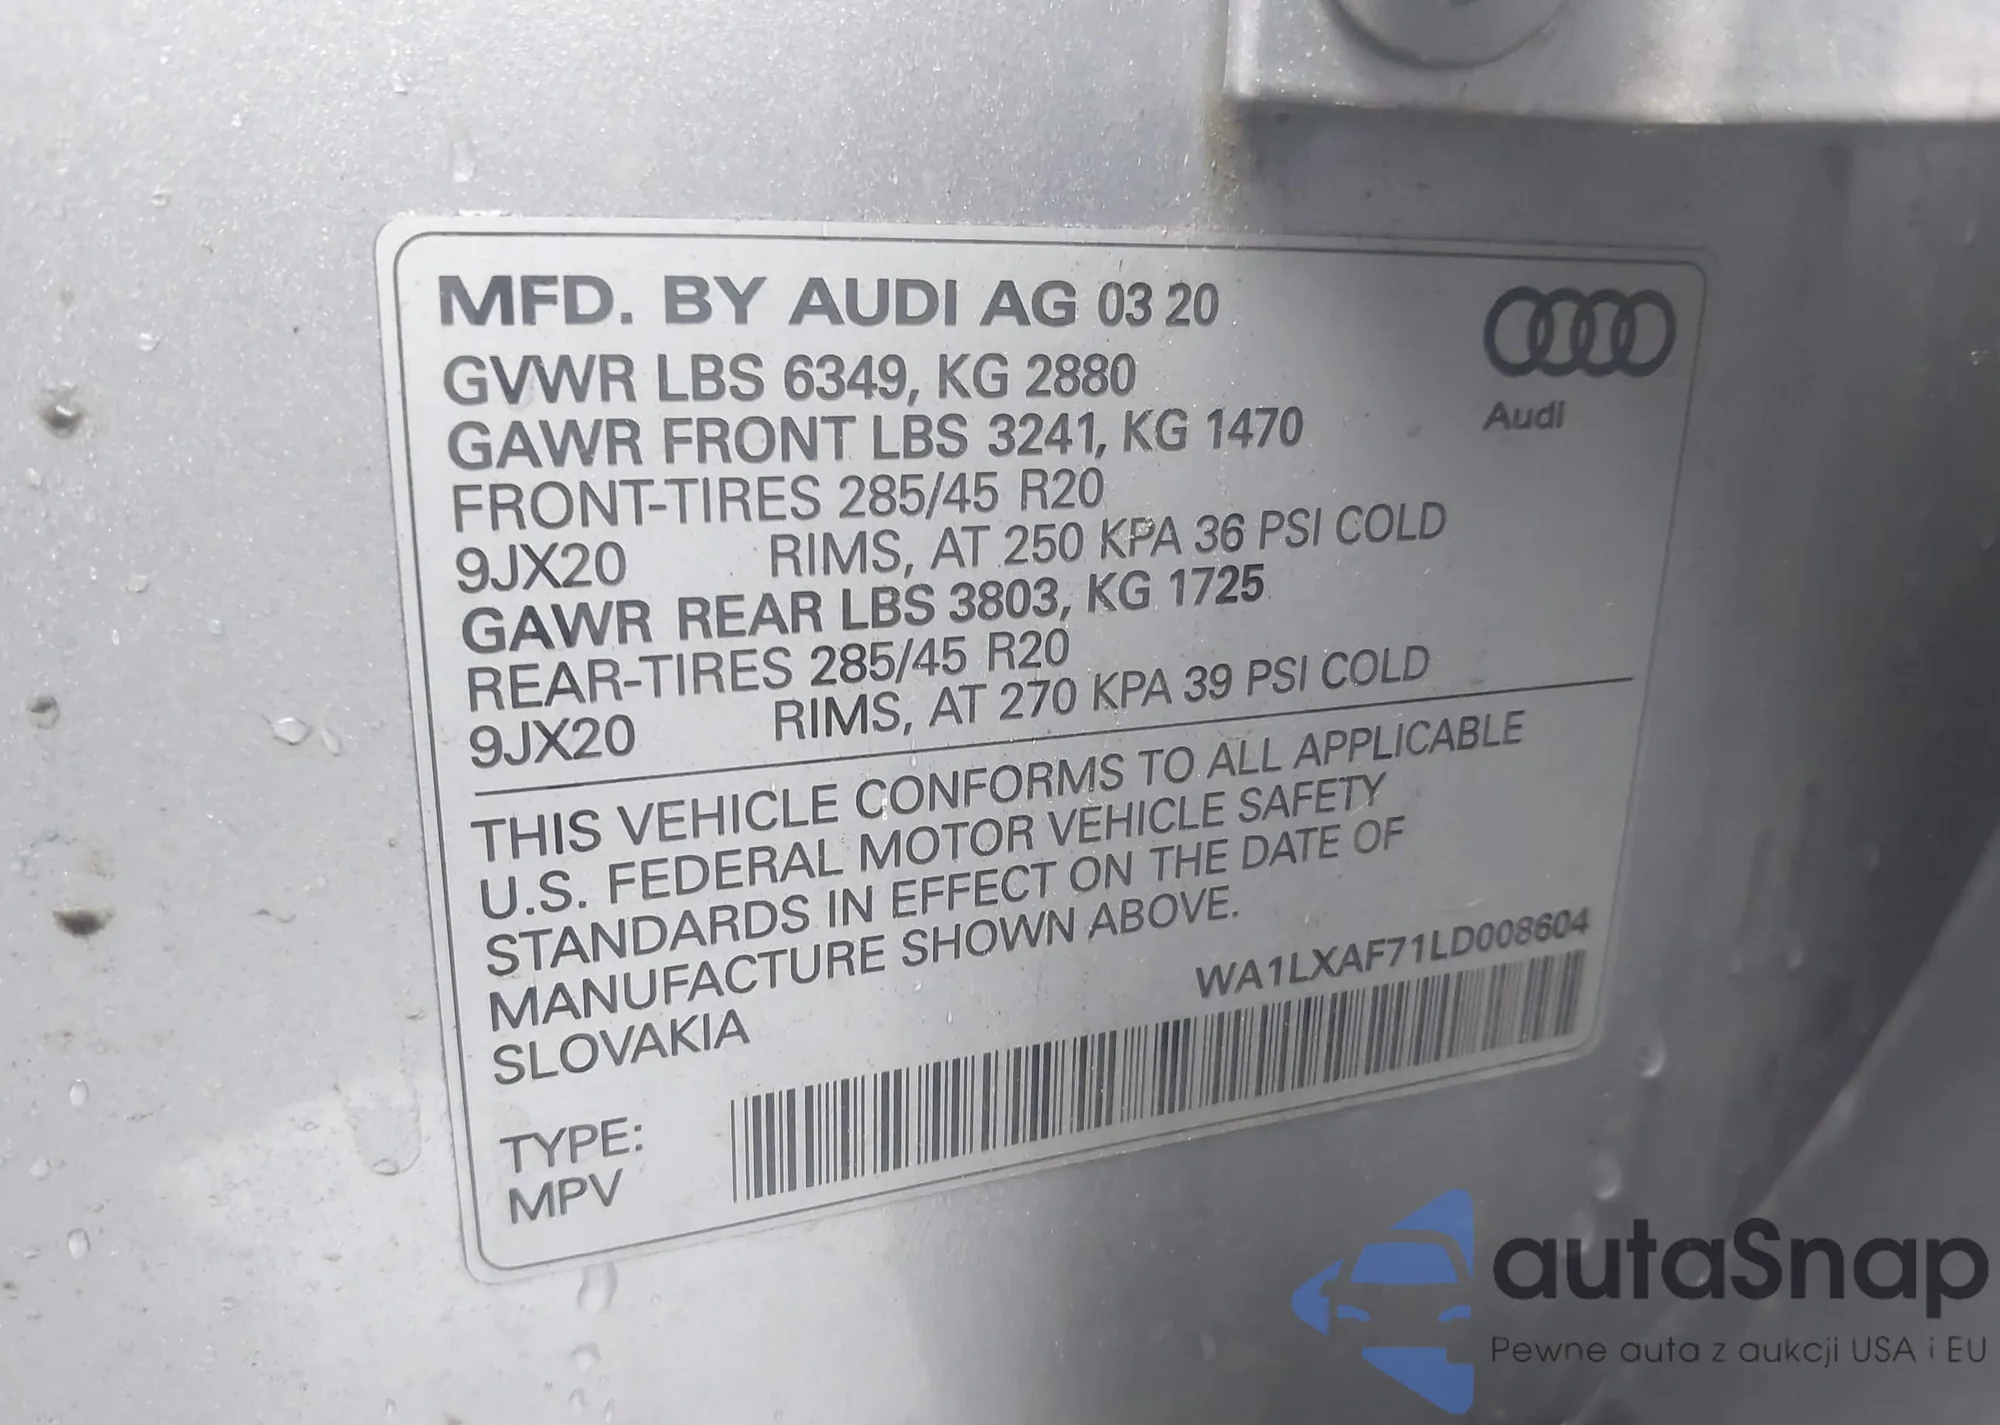 MFD. BY AUDI AG 03 20
GVWR LBS 6349, KG 2880
GAWR FRONT LBS 3241, KG 1470
FRONT-TIRES 285/45 R20
9JX20 RIMS, AT 250 KPA 36 PSI COLD
GAWR REAR LBS 3803, KG 1725
REAR-TIRES 285/45 R20
9JX20 RIMS, AT 270 KPA 39 PSI COLD
Audi
THIS VEHICLE CONFORMS TO ALL APPLICABLE
U.S. FEDERAL MOTOR VEHICLE SAFETY
STANDARDS IN EFFECT ON THE DATE OF
MANUFACTURE SHOWN ABOVE.
SLOVAKIA
WA1LXAF71LD008604
TYPE:
MPV
autaSnap
Pewne auta z aukcji USA i EU